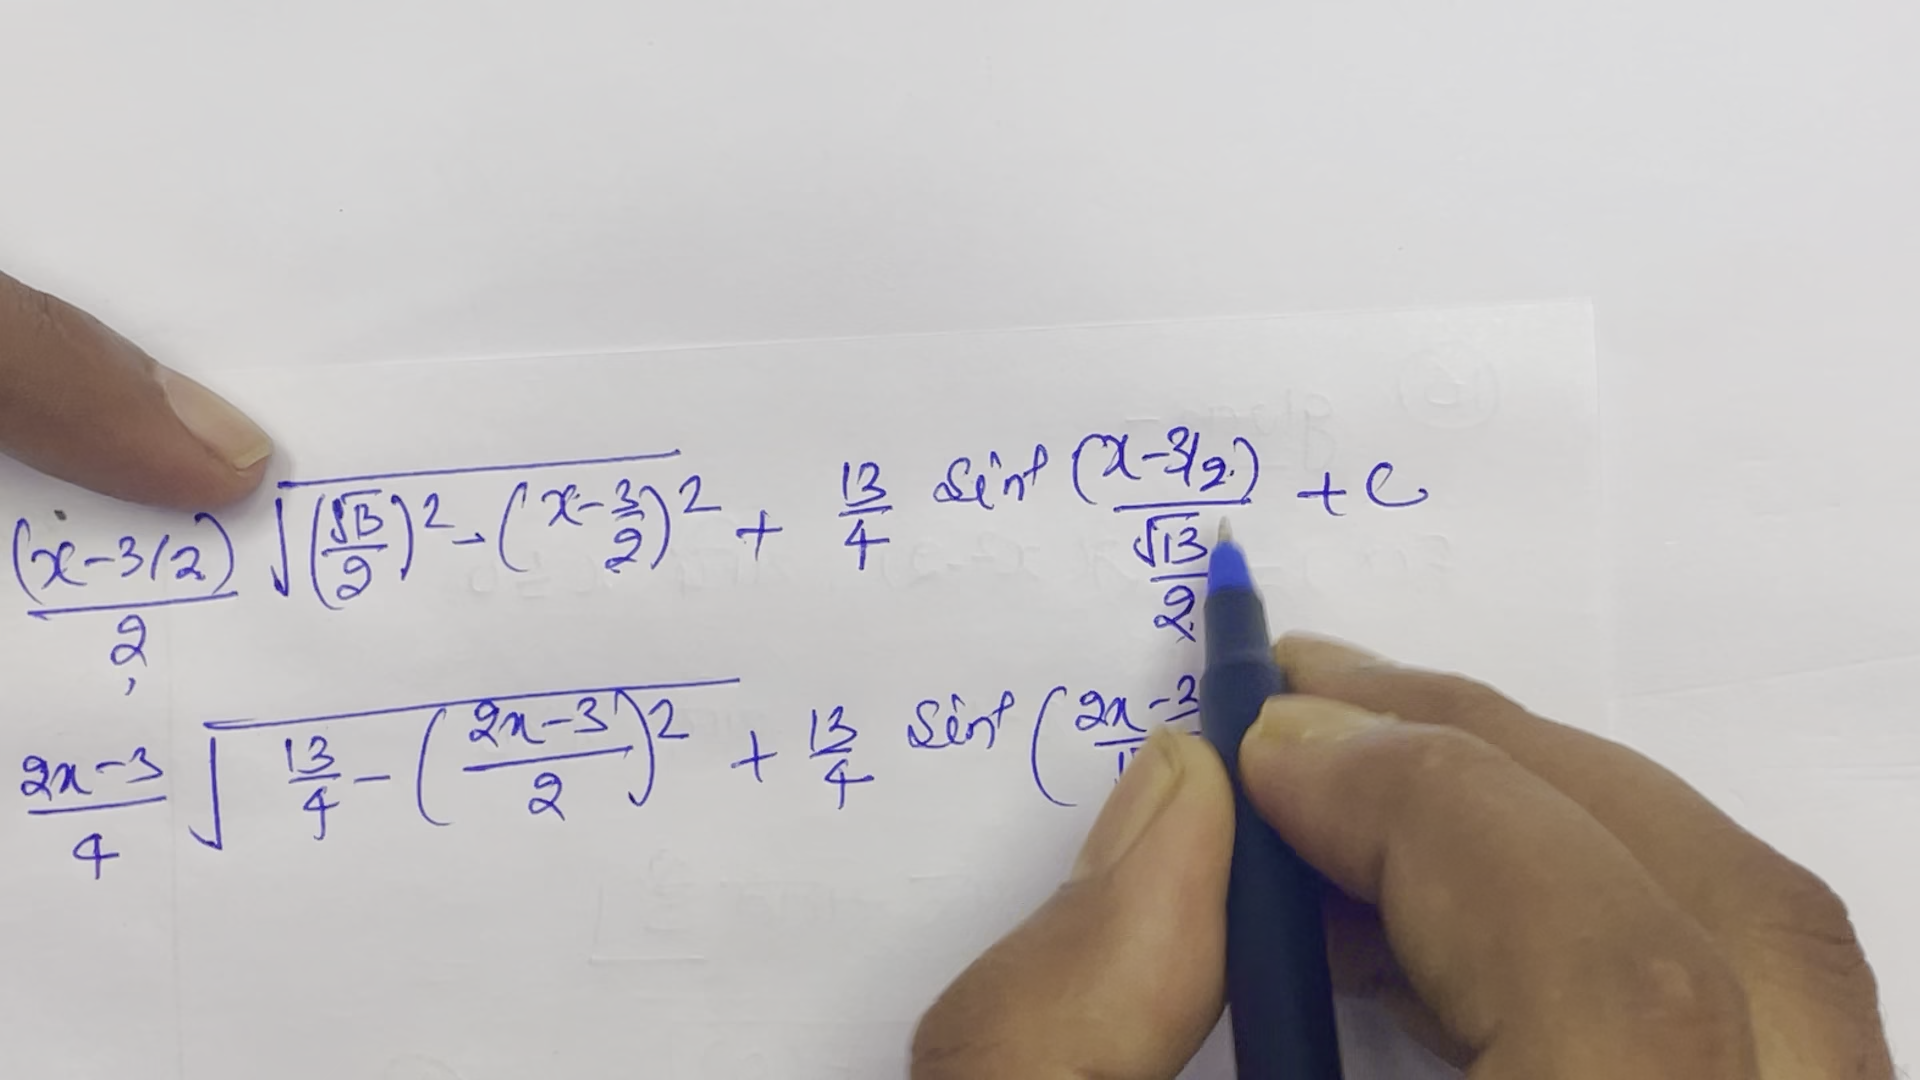 (x-3/2)/2 √((√13/2)² - (x-3/2)²) + 13/4 sin⁻¹ (x-3/2)/(√13/2) + C
(2x-3)/4 √(13/4 - ((2x-3)/2)²) + 13/4 sin⁻¹ (2x-3